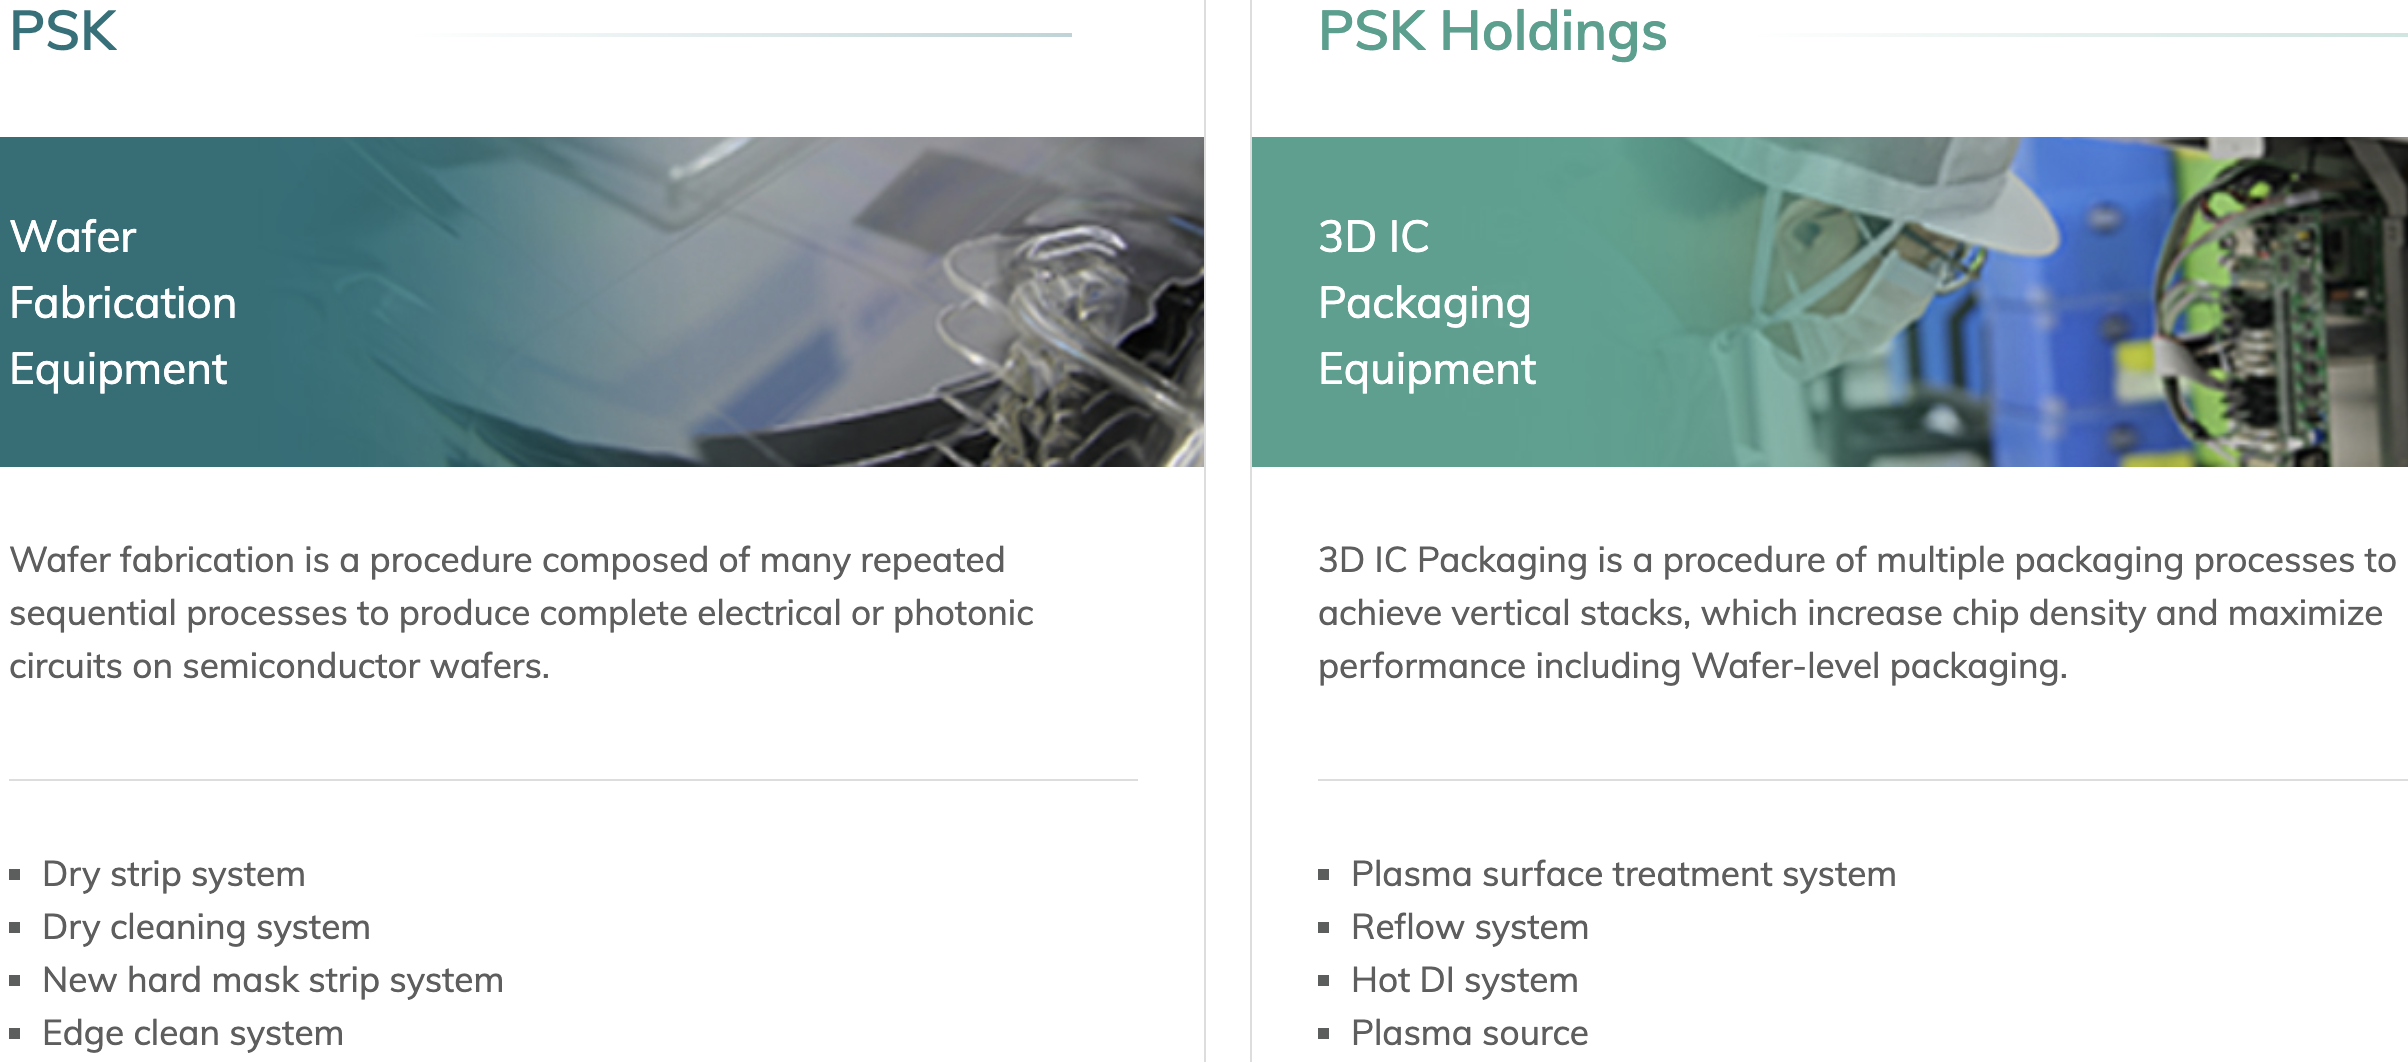 PSK
Wafer
Fabrication
Equipment
Wafer fabrication is a procedure composed of many repeated
sequential processes to produce complete electrical or photonic
circuits on semiconductor wafers.
Dry strip system
Dry cleaning system
New hard mask strip system
Edge clean system
PSK Holdings
3D IC
Packaging
Equipment
3D IC Packaging is a procedure of multiple packaging processes to
achieve vertical stacks, which increase chip density and maximize
performance including Wafer-level packaging.
Plasma surface treatment system
Reflow system
Hot DI system
Plasma source